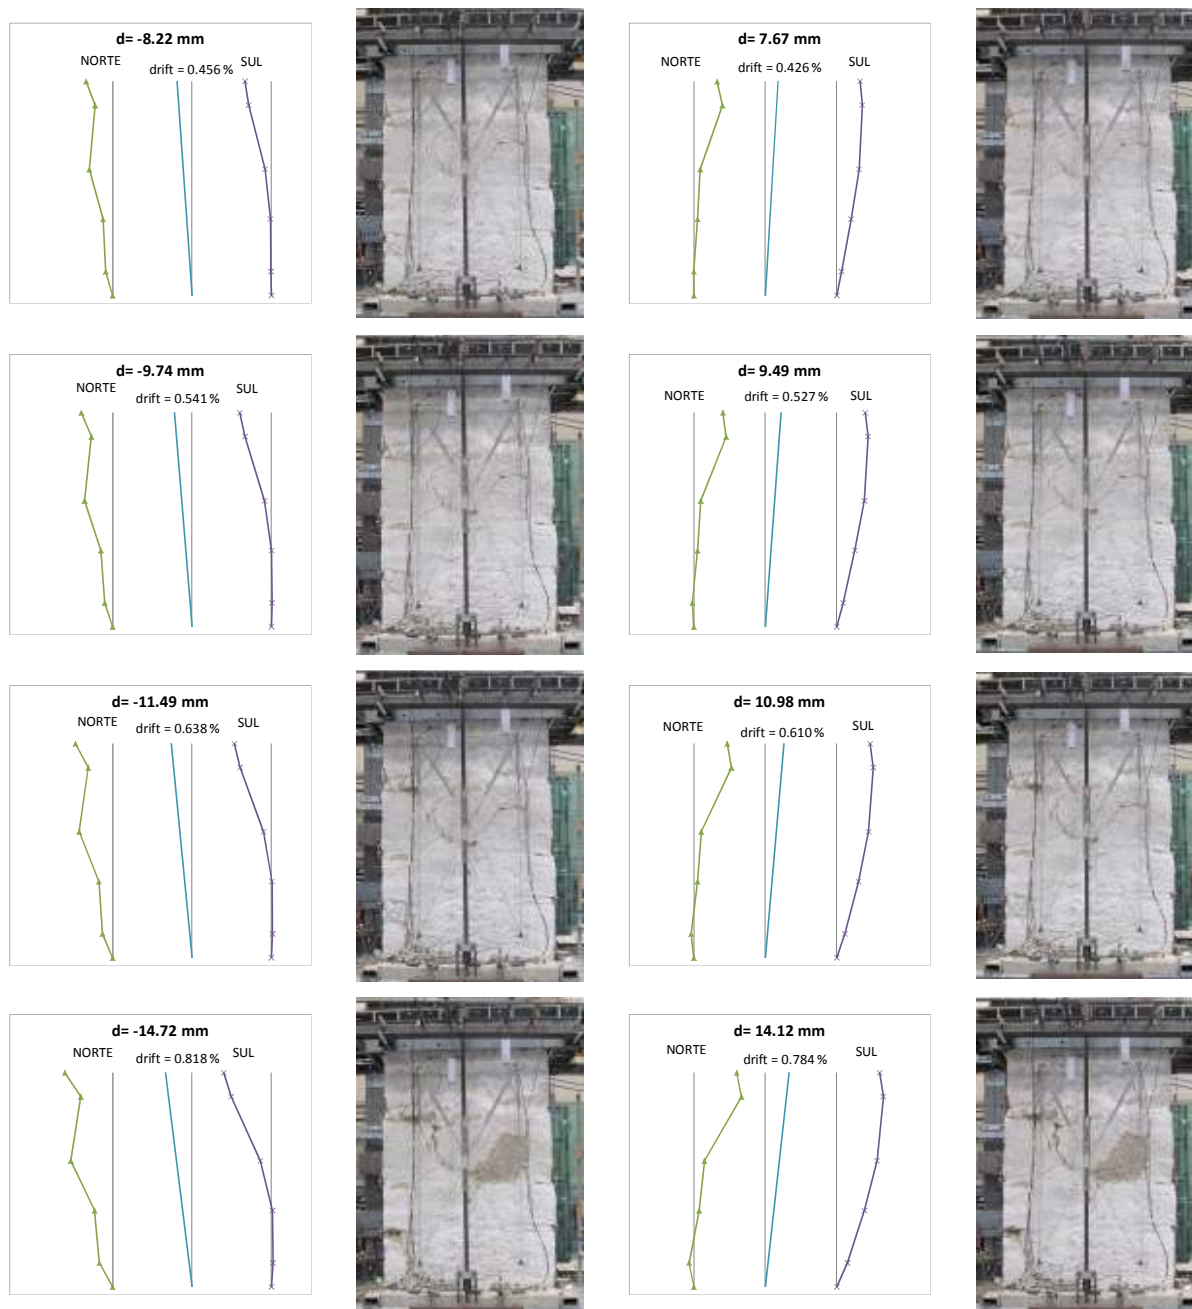 d= -8.22 mm
NORTE
drift = 0.456 %
SUL
d= 7.67 mm
NORTE
drift = 0.426 %
SUL
d= -9.74 mm
NORTE
drift = 0.541 %
SUL
d= 9.49 mm
NORTE
drift = 0.527 %
SUL
d= -11.49 mm
NORTE
drift = 0.638 %
SUL
d= 10.98 mm
NORTE
drift = 0.610 %
SUL
d= -14.72 mm
NORTE
drift = 0.818 %
SUL
d= 14.12 mm
NORTE
drift = 0.784 %
SUL